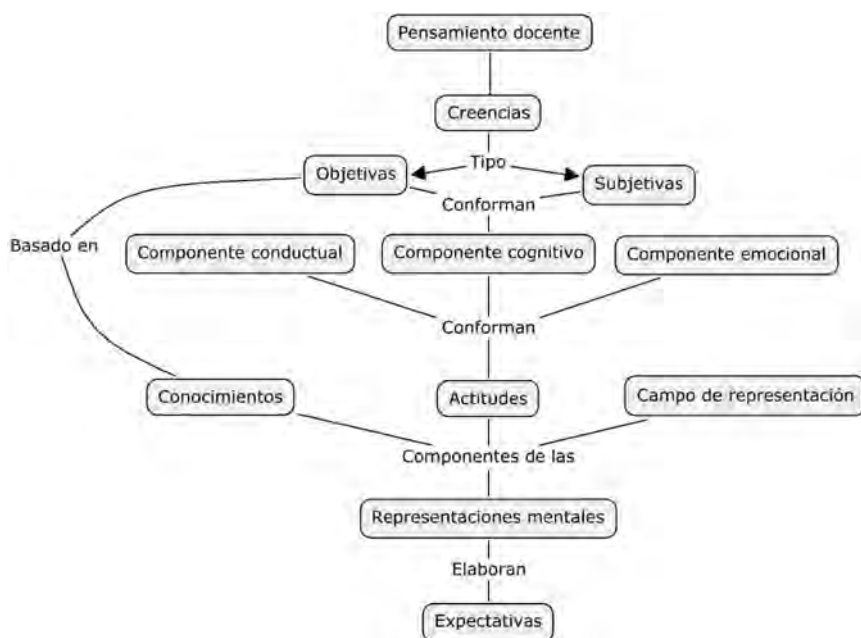 Pensamiento docente
Creencias
Tipo
Objetivas
Subjetivas
Conforman
Basado en
Componente conductual
Componente cognitivo
Componente emocional
Conforman
Conocimientos
Actitudes
Campo de representación
Componentes de las
Representaciones mentales
Elaboran
Expectativas